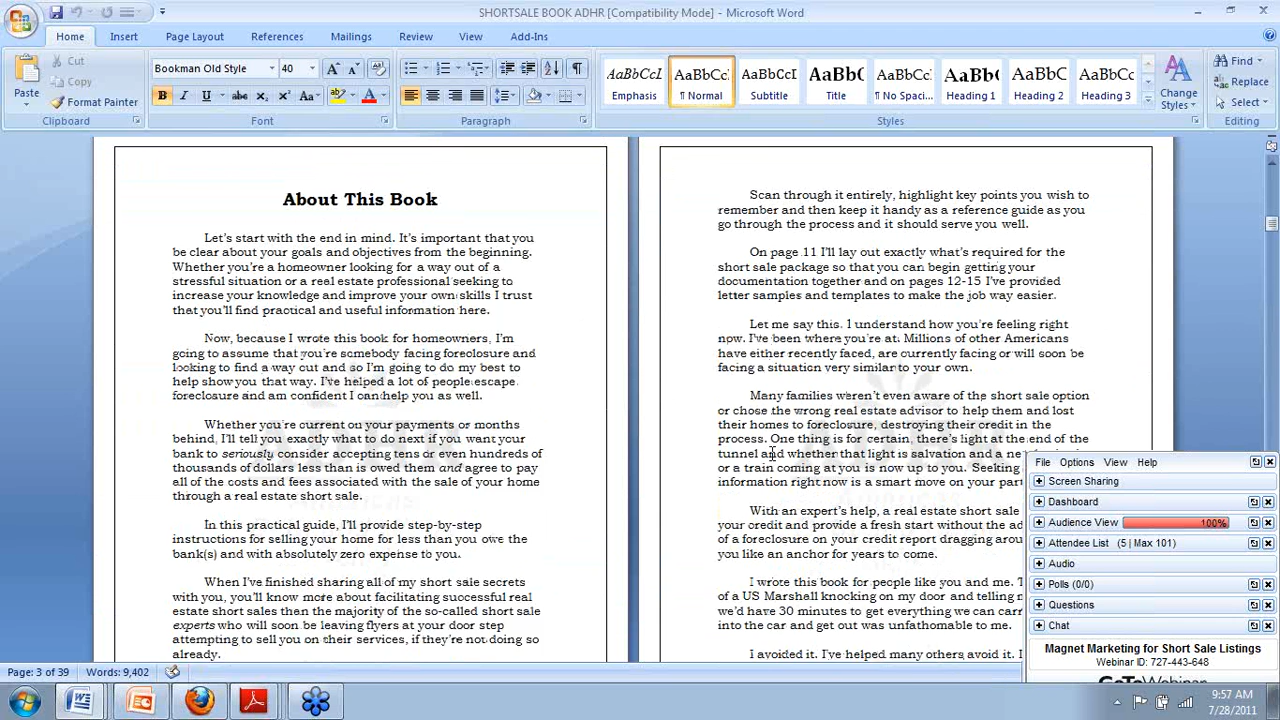 SHORTSALE BOOK ADHR [Compatibility Mode] - Microsoft Word
Home Insert Page Layout References Mailings Review View Add-Ins
Paste
Cut
Copy
Format Painter
Clipboard
Bookman Old Style 40
Font
Paragraph
AaBbCcI AaBbCc AaBbCcI AaBb( AaBbCc AaBbC AaBbC AaBbCc
Emphasis ¶ Normal Subtitle Title ¶ No Spaci... Heading 1 Heading 2 Heading 3
Change Styles
Styles
Find
Replace
Select
Editing
About This Book
Let's start with the end in mind. It's important that you
be clear about your goals and objectives from the beginning.
Whether you're a homeowner looking for a way out of a
stressful situation or a real estate professional seeking to
increase your knowledge and improve your own skills I trust
that you'll find practical and useful information here.
Now, because I wrote this book for homeowners, I'm
going to assume that you're somebody facing foreclosure and
looking to find a way out and so I'm going to do my best to
help show you that way. I've helped a lot of people escape
foreclosure and am confident I can help you as well.
Whether you're current on your payments or months
behind, I'll tell you exactly what to do next if you want your
bank to seriously consider accepting tens or even hundreds of
thousands of dollars less than is owed them and agree to pay
all of the costs and fees associated with the sale of your home
through a real estate short sale.
In this practical guide, I'll provide step-by-step
instructions for selling your home for less than you owe the
bank(s) and with absolutely zero expense to you.
When I've finished sharing all of my short sale secrets
with you, you'll know more about facilitating successful real
estate short sales then the majority of the so-called short sale
experts who will soon be leaving flyers at your door step
attempting to sell you on their services, if they're not doing so
already.
Scan through it entirely, highlight key points you wish to
remember and then keep it handy as a reference guide as you
go through the process and it should serve you well.
On page 11 I'll lay out exactly what's required for the
short sale package so that you can begin getting your
documentation together and on pages 12-15 I've provided
letter samples and templates to make the job way easier.
Let me say this. I understand how you're feeling right
now. I've been where you're at. Millions of other Americans
have either recently faced, are currently facing or will soon be
facing a situation very similar to your own.
Many families weren't even aware of the short sale option
or chose the wrong real estate advisor to help them and lost
their homes to foreclosure, destroying their credit in the
process. One thing is for certain, there's light at the end of the
tunnel and whether that light is salvation and a ne
or a train coming at you is now up to you. Seeking
information right now is a smart move on your part
With an expert's help, a real estate short sale
your credit and provide a fresh start without the ad
of a foreclosure on your credit report dragging arou
you like an anchor for years to come.
I wrote this book for people like you and me. T
of a US Marshell knocking on my door and telling n
we'd have 30 minutes to get everything we can carr
into the car and get out was unfathomable to me.
I avoided it. I've helped many others avoid it. I
File Options View Help
Screen Sharing
Dashboard
Audience View 100%
Attendee List (5 | Max 101)
Audio
Polls (0/0)
Questions
Chat
Magnet Marketing for Short Sale Listings
Webinar ID: 727-443-648
GoToWebinar
Page: 3 of 39 Words: 9,402
9:57 AM
7/28/2011